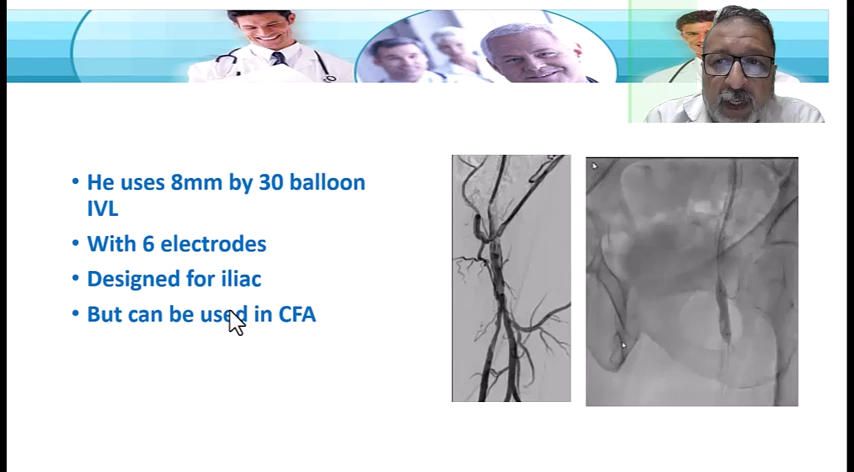 • He uses 8mm by 30 balloon
IVL
• With 6 electrodes
• Designed for iliac
• But can be used in CFA